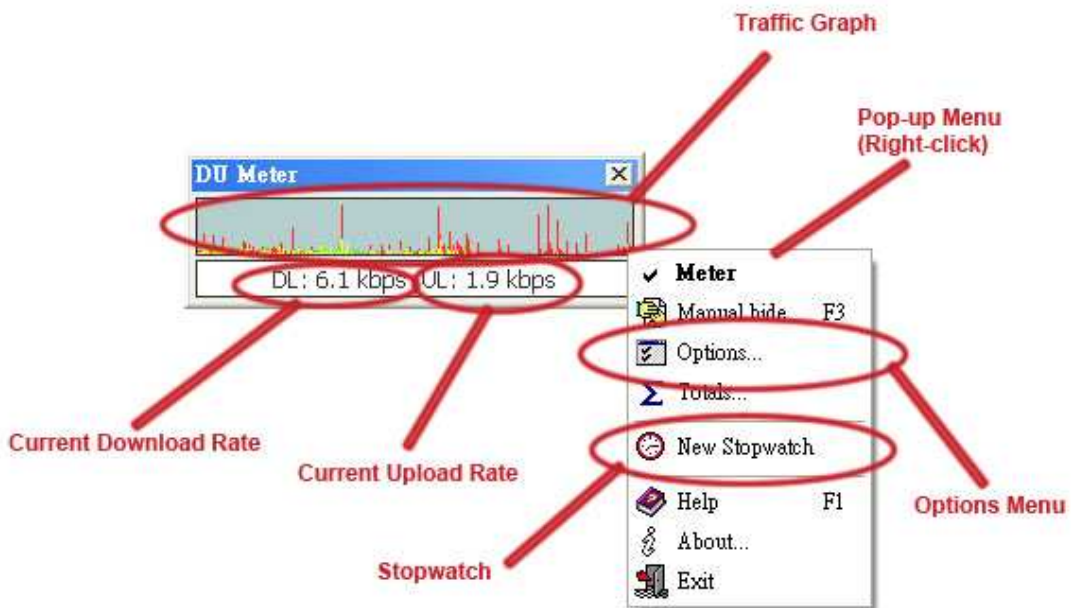 Traffic Graph
Pop-up Menu
(Right-click)
DU Meter
DL: 6.1 kbps UL: 1.9 kbps
Meter
Manual hide F3
Options...
Totals...
New Stopwatch
Help F1
About...
Exit
Current Download Rate
Current Upload Rate
Stopwatch
Options Menu